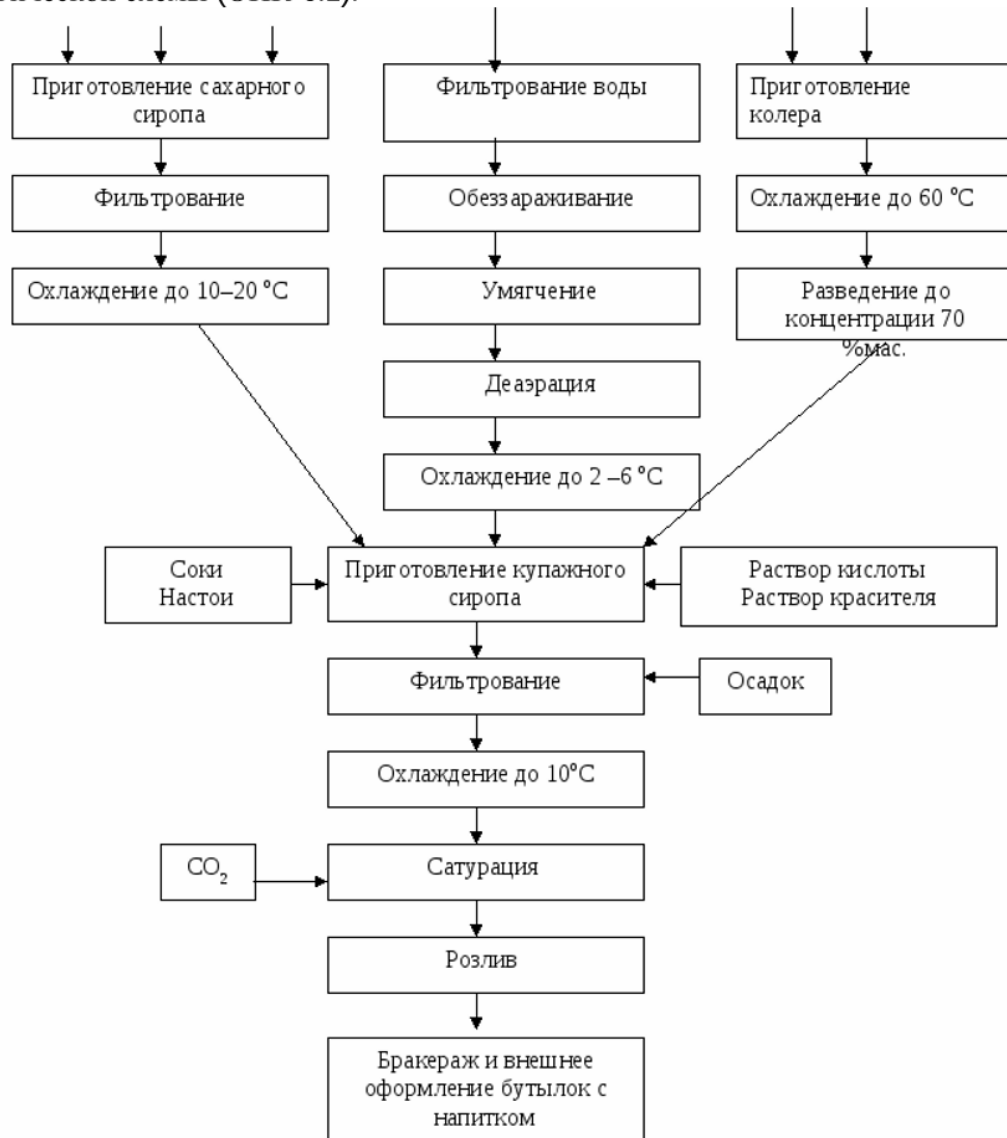 Приготовление сахарного
сиропа
Фильтрование воды
Приготовление
колера
Фильтрование
Обеззараживание
Охлаждение до 60 °С
Охлаждение до 10–20 °С
Умягчение
Разведение до
концентрации 70
%мас.
Деаэрация
Охлаждение до 2 –6 °С
Соки
Настои
Приготовление купажного
сиропа
Раствор кислоты
Раствор красителя
Фильтрование
Осадок
Охлаждение до 10°С
СО2
Сатурация
Розлив
Бракераж и внешнее
оформление бутылок с
напитком